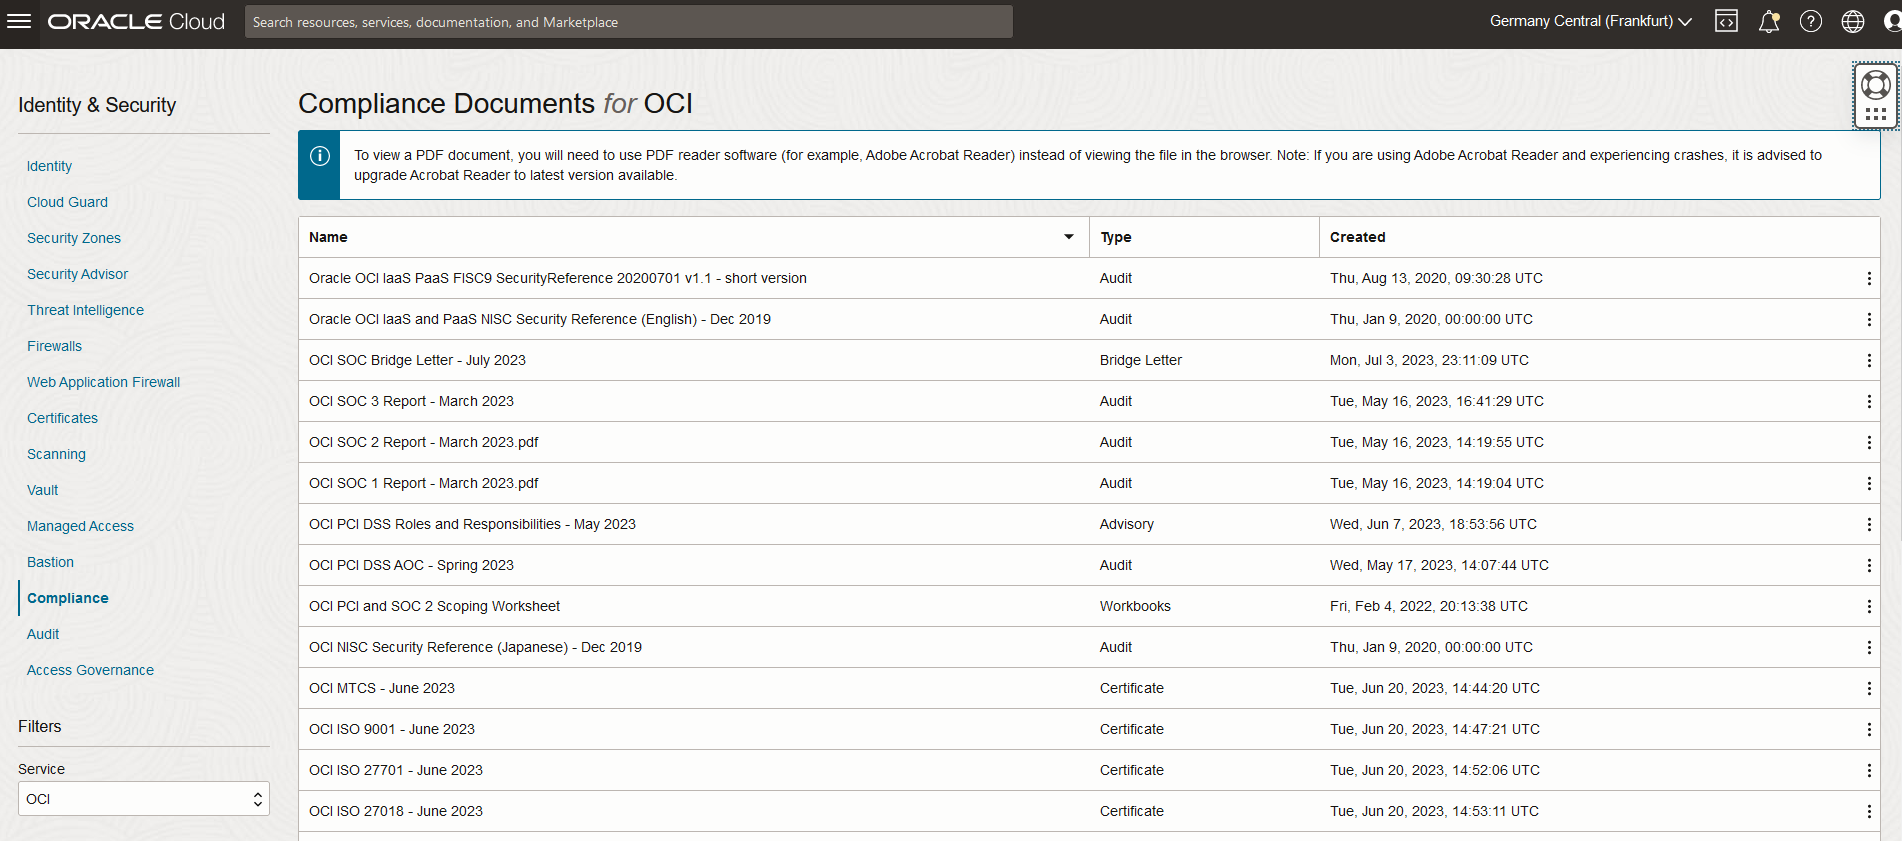 ORACLE Cloud
Search resources, services, documentation, and Marketplace
Germany Central (Frankfurt)
Identity & Security
Identity
Cloud Guard
Security Zones
Security Advisor
Threat Intelligence
Firewalls
Web Application Firewall
Certificates
Scanning
Vault
Managed Access
Bastion
Compliance
Audit
Access Governance
Filters
Service
OCI
Compliance Documents for OCI
To view a PDF document, you will need to use PDF reader software (for example, Adobe Acrobat Reader) instead of viewing the file in the browser. Note: If you are using Adobe Acrobat Reader and experiencing crashes, it is advised to
upgrade Acrobat Reader to latest version available.
Name Type Created
Oracle OCI IaaS PaaS FISC9 SecurityReference 20200701 v1.1 - short version Audit Thu, Aug 13, 2020, 09:30:28 UTC
Oracle OCI IaaS and PaaS NISC Security Reference (English) - Dec 2019 Audit Thu, Jan 9, 2020, 00:00:00 UTC
OCI SOC Bridge Letter - July 2023 Bridge Letter Mon, Jul 3, 2023, 23:11:09 UTC
OCI SOC 3 Report - March 2023 Audit Tue, May 16, 2023, 16:41:29 UTC
OCI SOC 2 Report - March 2023.pdf Audit Tue, May 16, 2023, 14:19:55 UTC
OCI SOC 1 Report - March 2023.pdf Audit Tue, May 16, 2023, 14:19:04 UTC
OCI PCI DSS Roles and Responsibilities - May 2023 Advisory Wed, Jun 7, 2023, 18:53:56 UTC
OCI PCI DSS AOC - Spring 2023 Audit Wed, May 17, 2023, 14:07:44 UTC
OCI PCI and SOC 2 Scoping Worksheet Workbooks Fri, Feb 4, 2022, 20:13:38 UTC
OCI NISC Security Reference (Japanese) - Dec 2019 Audit Thu, Jan 9, 2020, 00:00:00 UTC
OCI MTCS - June 2023 Certificate Tue, Jun 20, 2023, 14:44:20 UTC
OCI ISO 9001 - June 2023 Certificate Tue, Jun 20, 2023, 14:47:21 UTC
OCI ISO 27701 - June 2023 Certificate Tue, Jun 20, 2023, 14:52:06 UTC
OCI ISO 27018 - June 2023 Certificate Tue, Jun 20, 2023, 14:53:11 UTC